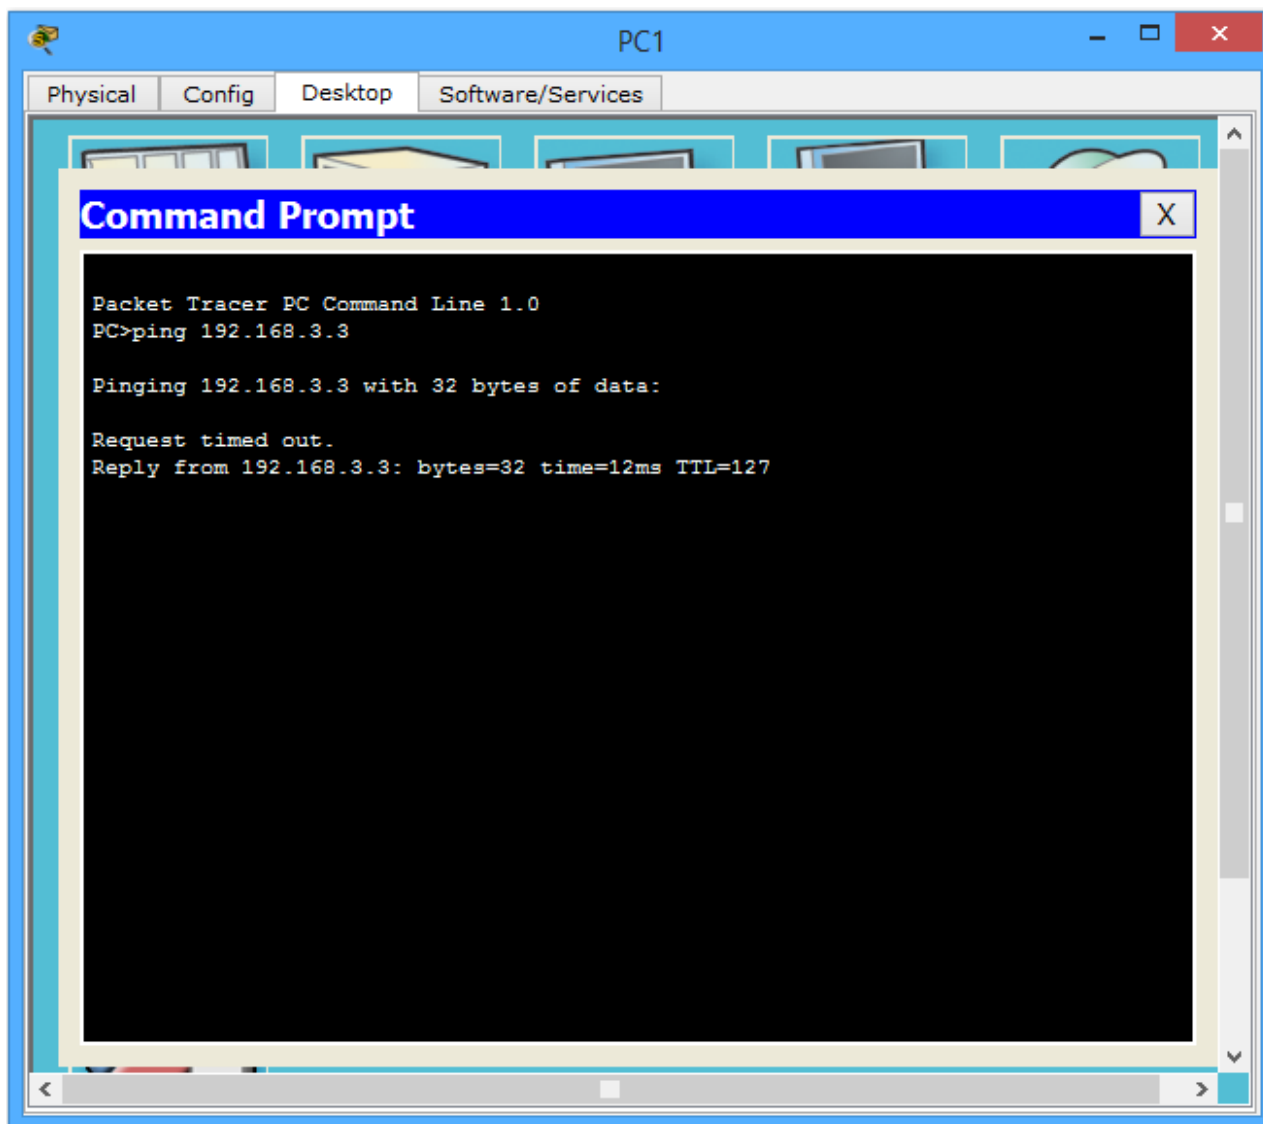 PC1
Physical Config Desktop Software/Services
Command Prompt X
Packet Tracer PC Command Line 1.0
PC>ping 192.168.3.3
Pinging 192.168.3.3 with 32 bytes of data:
Request timed out.
Reply from 192.168.3.3: bytes=32 time=12ms TTL=127